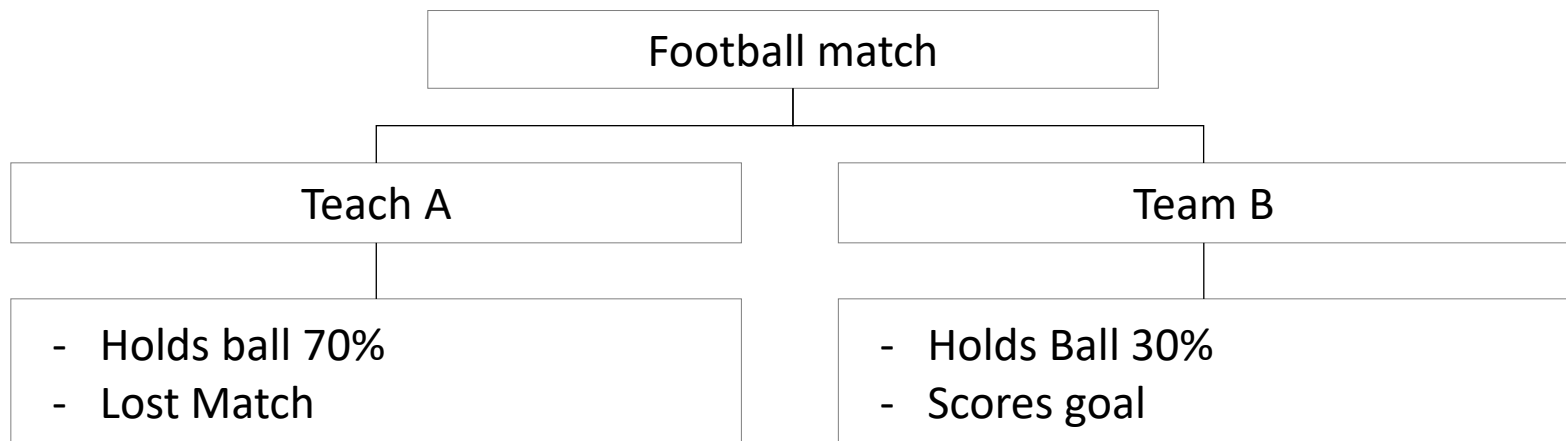 Football match
Teach A
Team B
- Holds ball 70%
- Lost Match
- Holds Ball 30%
- Scores goal